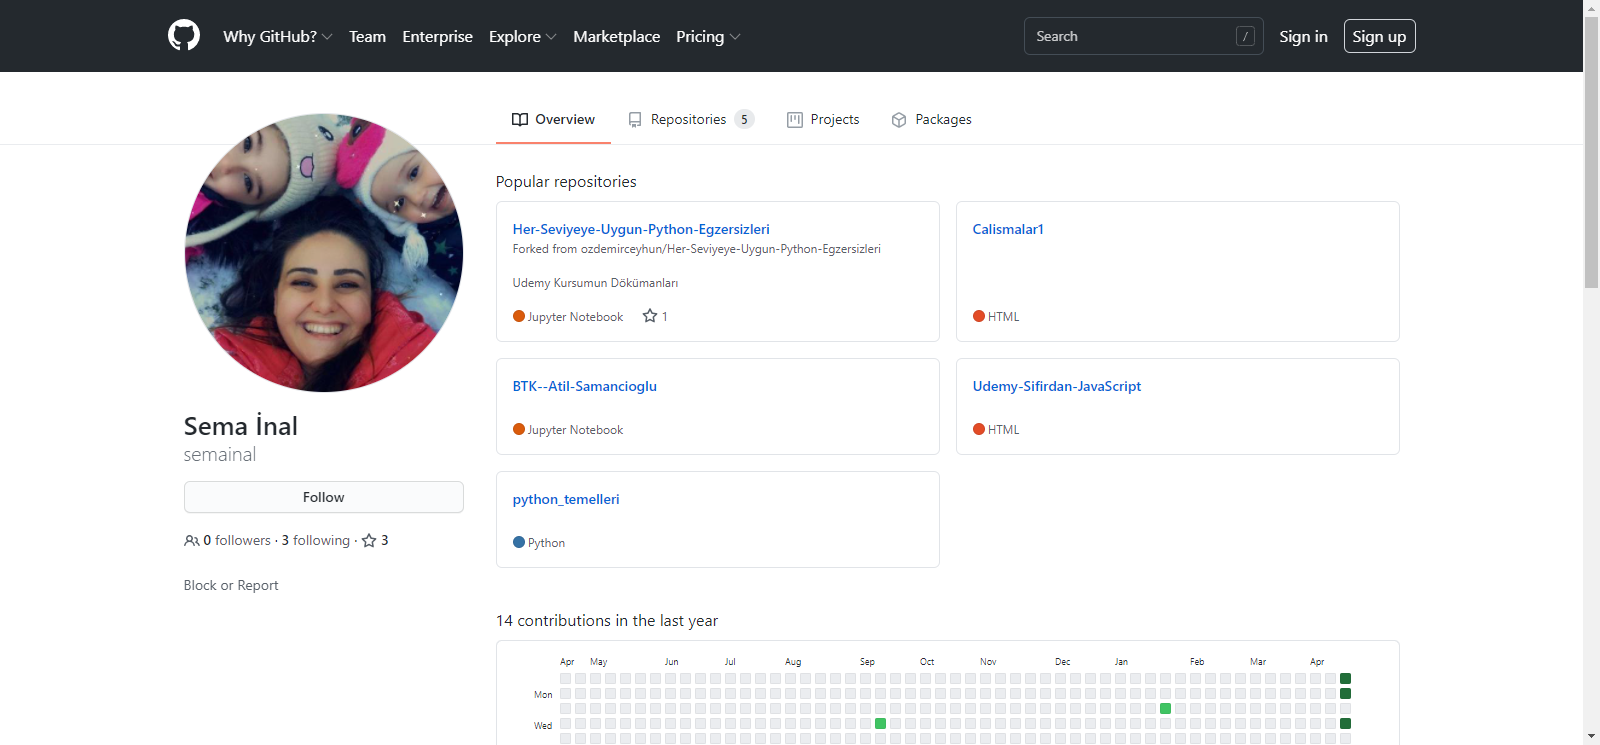 Why GitHub? Team Enterprise Explore Marketplace Pricing Search / Sign in Sign up
Overview Repositories 5 Projects Packages
Sema İnal
semainal
Follow
0 followers · 3 following · 3
Block or Report
Popular repositories
Her-Seviyeye-Uygun-Python-Egzersizleri
Forked from ozdemirceyhun/Her-Seviyeye-Uygun-Python-Egzersizleri
Udemy Kursumun Dökümanları
Jupyter Notebook 1
Calismalar1
HTML
BTK--Atil-Samancioglu
Jupyter Notebook
Udemy-Sifirdan-JavaScript
HTML
python_temelleri
Python
14 contributions in the last year
Apr May Jun Jul Aug Sep Oct Nov Dec Jan Feb Mar Apr
Mon
Wed